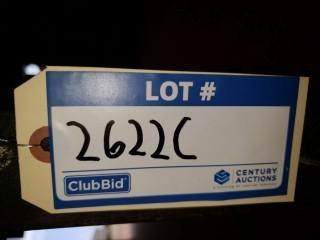 LOT #
2622C
ClubBid
CENTURY
AUCTIONS